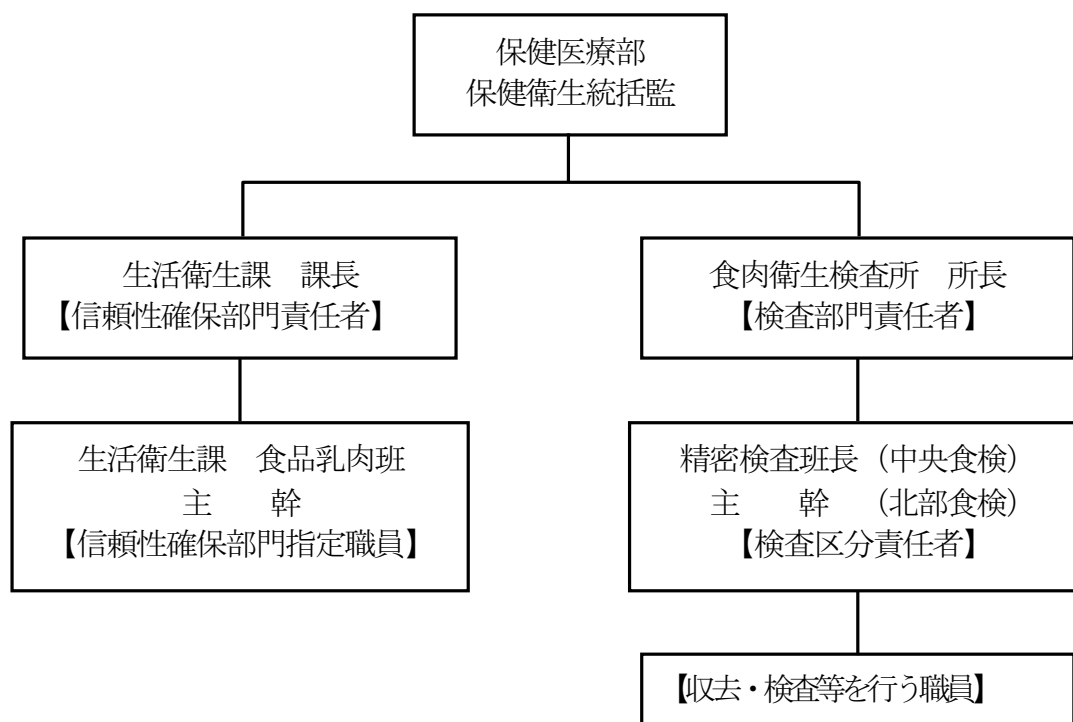 保健医療部
保健衛生統括監
生活衛生課　課長
【信頼性確保部門責任者】
食肉衛生検査所　所長
【検査部門責任者】
生活衛生課　食品乳肉班
主　　幹
【信頼性確保部門指定職員】
精密検査班長（中央食検）
主　　幹　（北部食検）
【検査区分責任者】
【収去・検査等を行う職員】